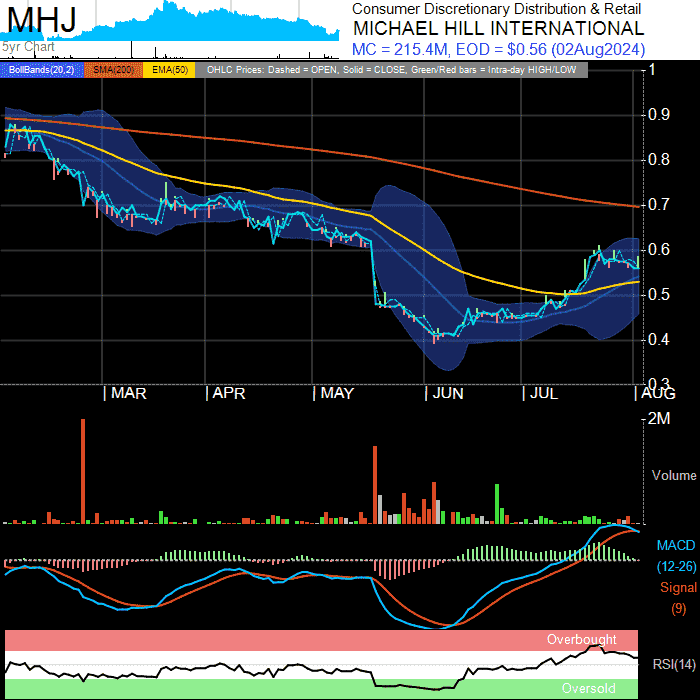 MHJ
5yr Chart
Consumer Discretionary Distribution & Retail
MICHAEL HILL INTERNATIONAL
MC = 215.4M, EOD = $0.56 (02Aug2024)
BollBands(20,2) SMA(200) EMA(50) OHLC Prices: Dashed = OPEN, Solid = CLOSE, Green/Red bars = Intra-day HIGH/LOW
1
0.9
0.8
0.7
0.6
0.5
0.4
0.3
MAR APR MAY JUN JUL AUG
2M
Volume
MACD
(12-26)
Signal
(9)
Overbought
RSI(14)
Oversold